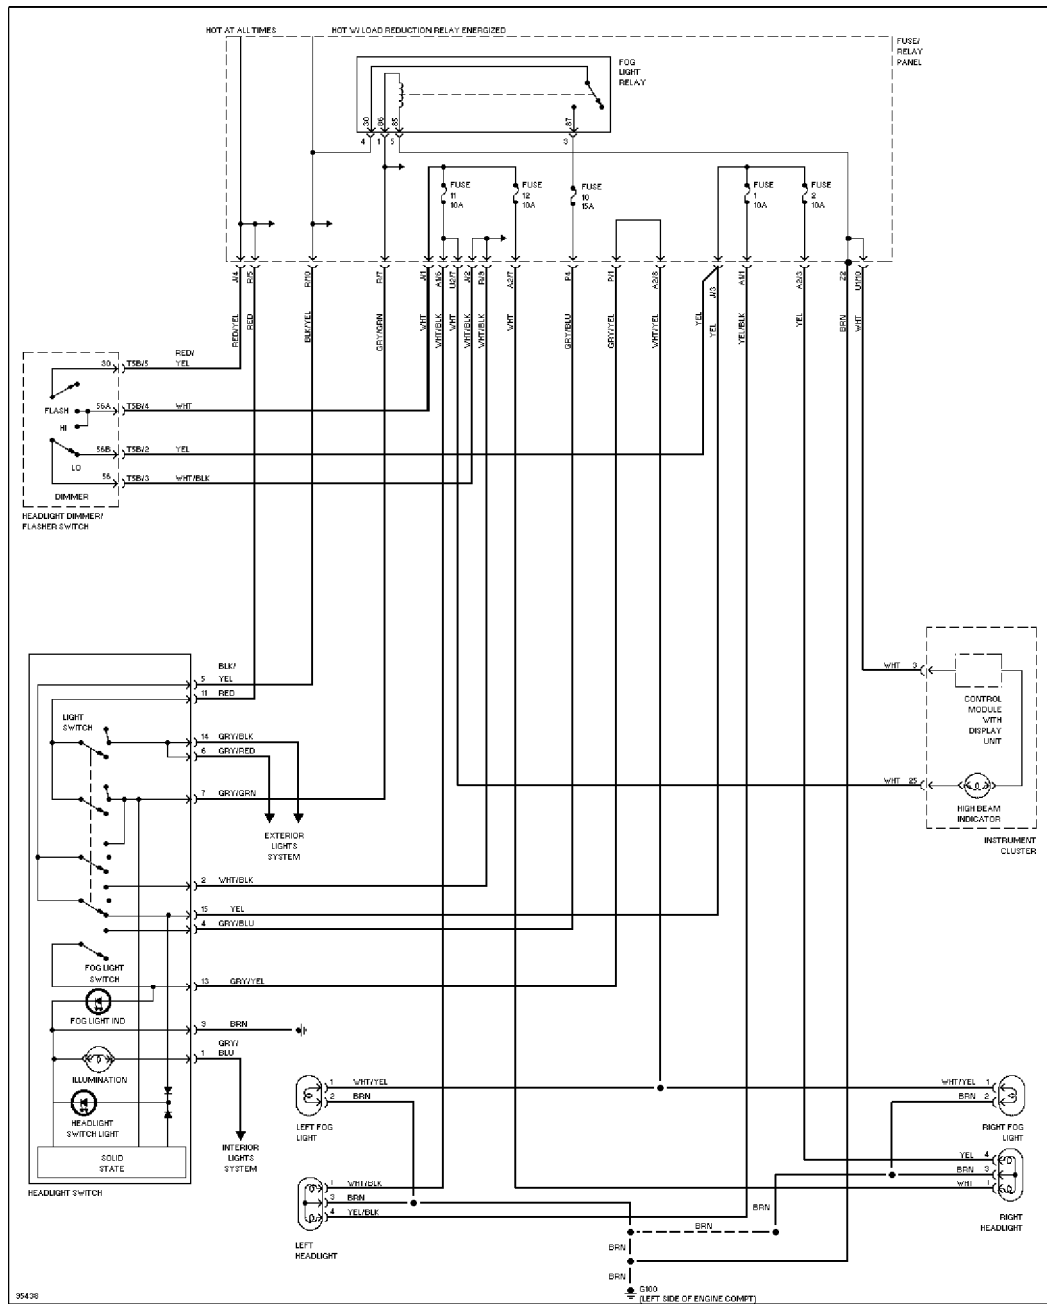 HOT AT ALL TIMES
HOT W/ LOAD REDUCTION RELAY ENERGIZED
FUSE/
RELAY
PANEL
FOG
LIGHT
RELAY
30
86
85
87
4
1
5
3
FUSE
11
10A
FUSE
12
10A
FUSE
10
15A
FUSE
1
10A
FUSE
2
10A
J/4
R/5
R/10
R/7
J/1
A1/6
U2/7
J/2
R/9
A2/7
P4
P/1
A2/8
J/3
A1/1
A2/3
Z2
U1/10
RED/YEL
RED
BLK/YEL
GRY/GRN
WHT
WHT/BLK
WHT
WHT/BLK
WHT/BLK
WHT
GRY/BLU
GRY/YEL
WHT/YEL
YEL
YEL
YEL/BLK
YEL
BRN
WHT
30
T5B/5
RED/
YEL
FLASH
56A
T5B/4
WHT
HI
56B
T5B/2
YEL
LO
56
T5B/3
WHT/BLK
DIMMER
HEADLIGHT DIMMER/
FLASHER SWITCH
BLK/
5 YEL
11 RED
LIGHT
SWITCH
14 GRY/BLK
6 GRY/RED
7 GRY/GRN
EXTERIOR
LIGHTS
SYSTEM
2 WHT/BLK
15 YEL
4 GRY/BLU
FOG LIGHT
SWITCH
13 GRY/YEL
FOG LIGHT IND
3 BRN
GRY/
1 BLU
ILLUMINATION
HEADLIGHT
SWITCH LIGHT
SOLID
STATE
HEADLIGHT SWITCH
INTERIOR
LIGHTS
SYSTEM
WHT 3
CONTROL
MODULE
WITH
DISPLAY
UNIT
WHT 25
HIGH BEAM
INDICATOR
INSTRUMENT
CLUSTER
1 WHT/YEL
2 BRN
LEFT FOG
LIGHT
WHT/YEL 1
BRN 2
RIGHT FOG
LIGHT
YEL 4
BRN 3
WHT 1
RIGHT
HEADLIGHT
1 WHT/BLK
3 BRN
4 YEL/BLK
LEFT
HEADLIGHT
BRN
BRN
BRN
BRN
G100
(LEFT SIDE OF ENGINE COMPT)
95438